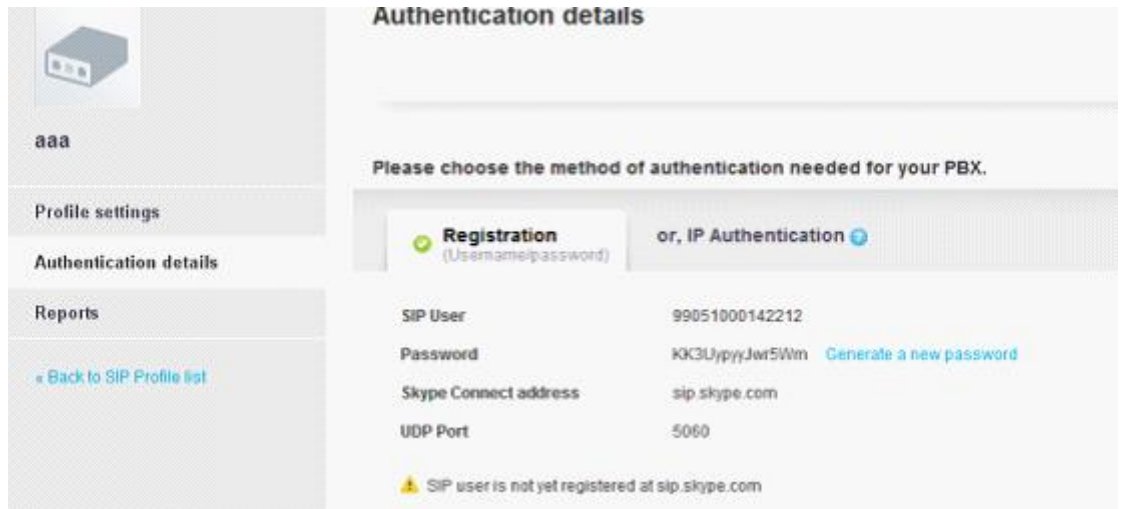 Authentication details
aaa
Please choose the method of authentication needed for your PBX.
Profile settings
Registration
(Username/password)
or, IP Authentication
Authentication details
Reports
« Back to SIP Profile list
SIP User 99051000142212
Password KK3UypyyJwr5Wm Generate a new password
Skype Connect address sip.skype.com
UDP Port 5060
SIP user is not yet registered at sip.skype.com